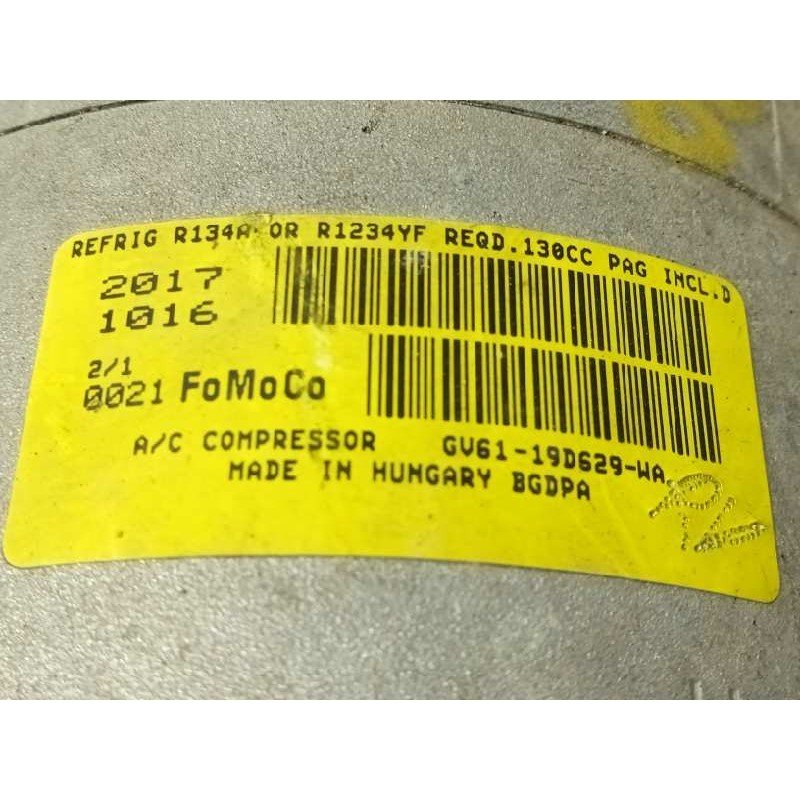 REFRIG R134A OR R1234YF REQD.130CC PAG INCL.D
2017
1016
2/1
0021 FoMoCo
A/C COMPRESSOR GV61-19D629-WA
MADE IN HUNGARY BGDPA